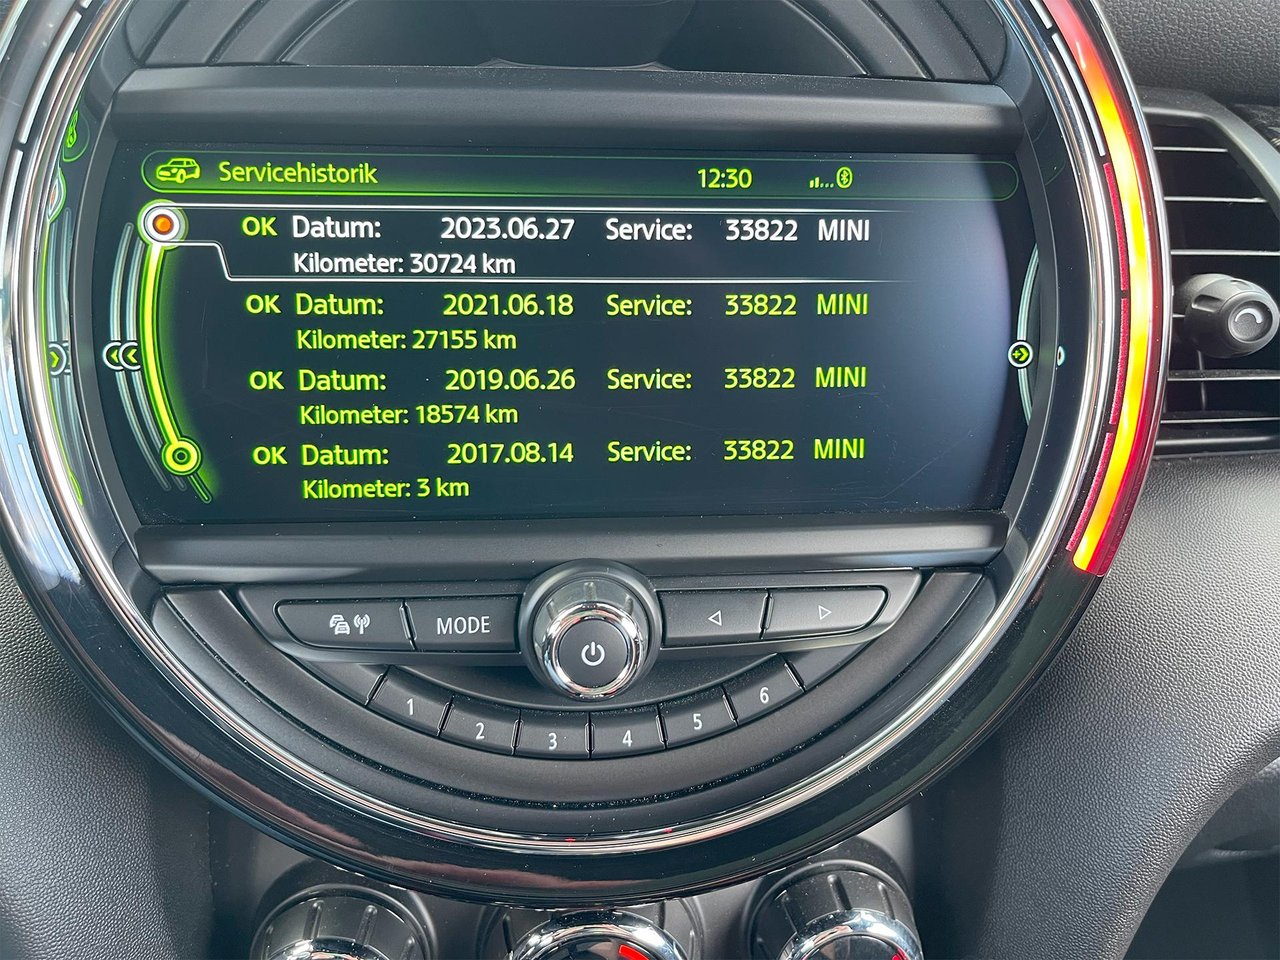 Servicehistorik 12:30
OK Datum: 2023.06.27 Service: 33822 MINI
Kilometer: 30724 km
OK Datum: 2021.06.18 Service: 33822 MINI
Kilometer: 27155 km
OK Datum: 2019.06.26 Service: 33822 MINI
Kilometer: 18574 km
OK Datum: 2017.08.14 Service: 33822 MINI
Kilometer: 3 km
MODE
1 2 3 4 5 6